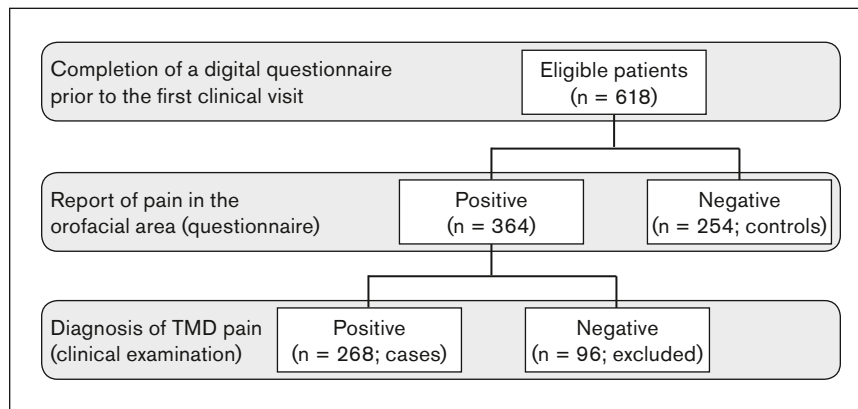 Completion of a digital questionnaire
prior to the first clinical visit
Eligible patients
(n = 618)
Report of pain in the
orofacial area (questionnaire)
Positive
(n = 364)
Negative
(n = 254; controls)
Diagnosis of TMD pain
(clinical examination)
Positive
(n = 268; cases)
Negative
(n = 96; excluded)